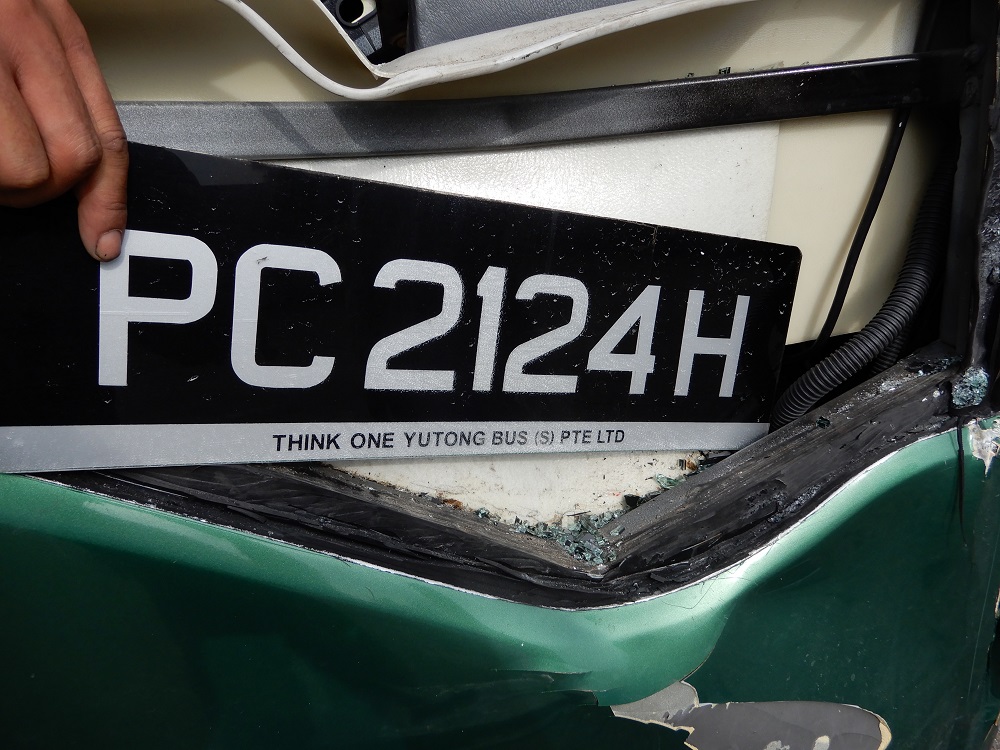 PC2124H
THINK ONE YUTONG BUS (S) PTE LTD